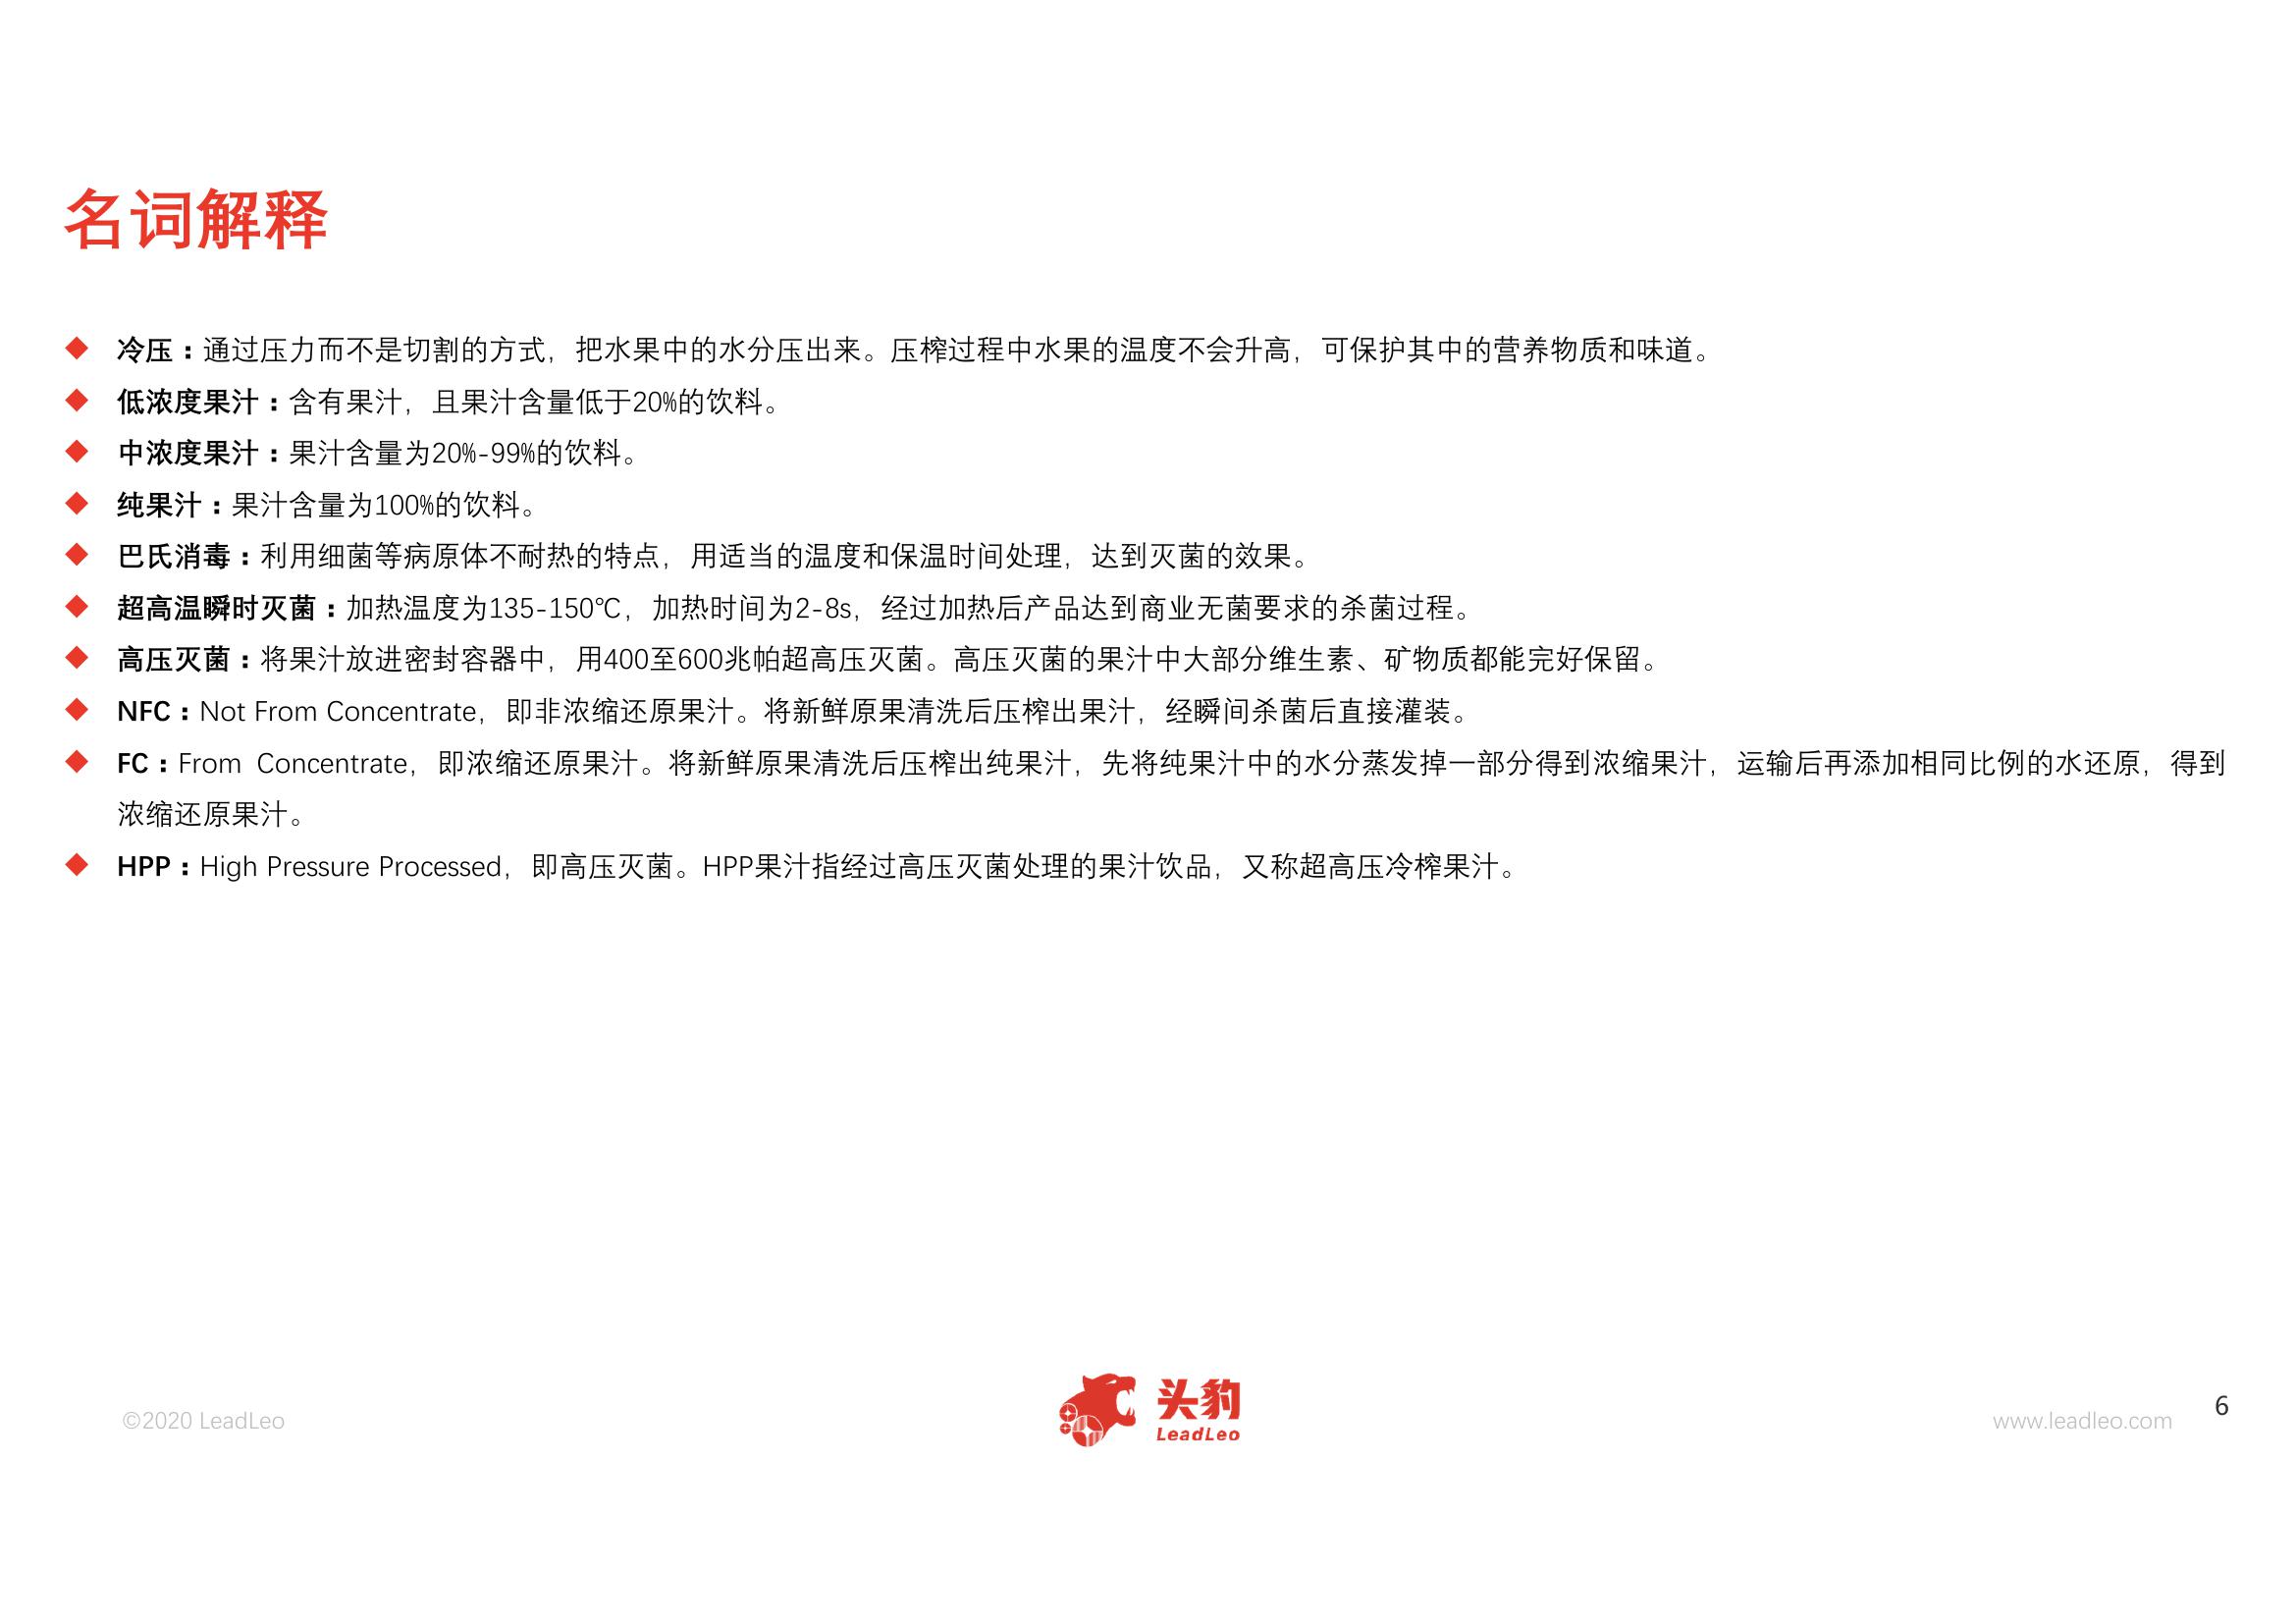 名词解释
◆ 冷压：通过压力而不是切割的方式，把水果中的水分压出来。压榨过程中水果的温度不会升高，可保护其中的营养物质和味道。
◆ 低浓度果汁：含有果汁，且果汁含量低于20%的饮料。
◆ 中浓度果汁：果汁含量为20%-99%的饮料。
◆ 纯果汁：果汁含量为100%的饮料。
◆ 巴氏消毒：利用细菌等病原体不耐热的特点，用适当的温度和保温时间处理，达到灭菌的效果。
◆ 超高温瞬时灭菌：加热温度为135-150℃，加热时间为2-8s，经过加热后产品达到商业无菌要求的杀菌过程。
◆ 高压灭菌：将果汁放进密封容器中，用400至600兆帕超高压灭菌。高压灭菌的果汁中大部分维生素、矿物质都能完好保留。
◆ NFC：Not From Concentrate，即非浓缩还原果汁。将新鲜原果清洗后压榨出果汁，经瞬间杀菌后直接灌装。
◆ FC：From Concentrate，即浓缩还原果汁。将新鲜原果清洗后压榨出纯果汁，先将纯果汁中的水分蒸发掉一部分得到浓缩果汁，运输后再添加相同比例的水还原，得到
浓缩还原果汁。
◆ HPP：High Pressure Processed，即高压灭菌。HPP果汁指经过高压灭菌处理的果汁饮品，又称超高压冷榨果汁。
©2020 LeadLeo
头豹
LeadLeo
www.leadleo.com
6